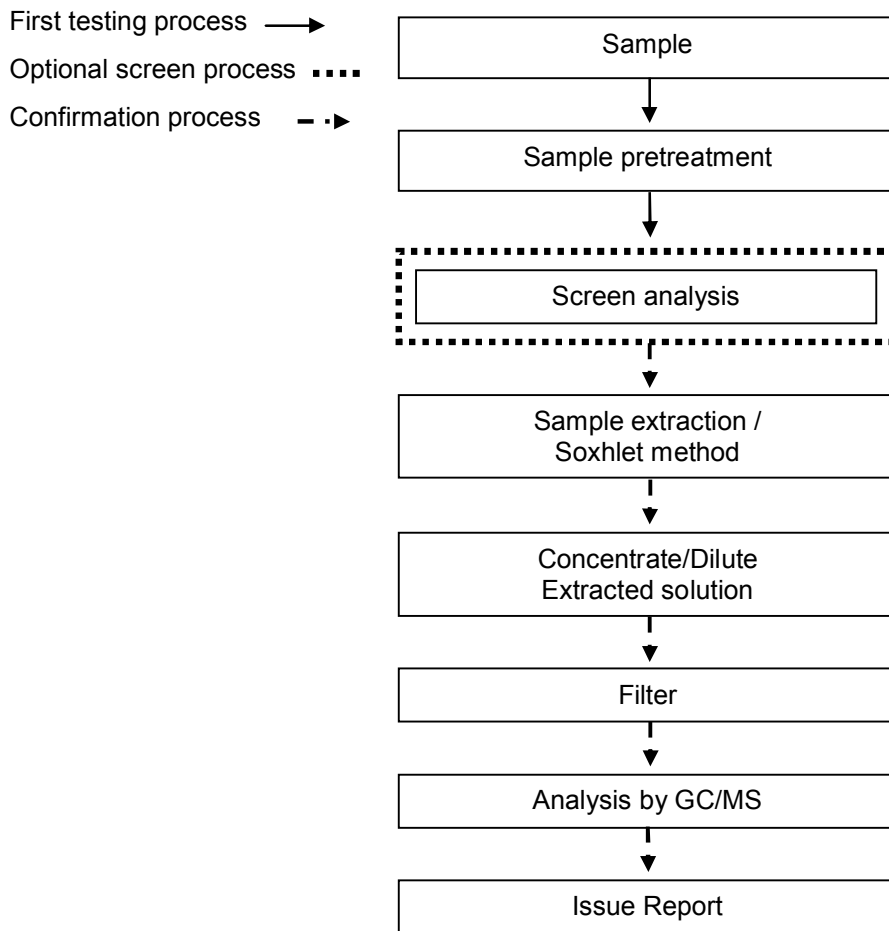 First testing process
Optional screen process
Confirmation process
Sample
Sample pretreatment
Screen analysis
Sample extraction /
Soxhlet method
Concentrate/Dilute
Extracted solution
Filter
Analysis by GC/MS
Issue Report